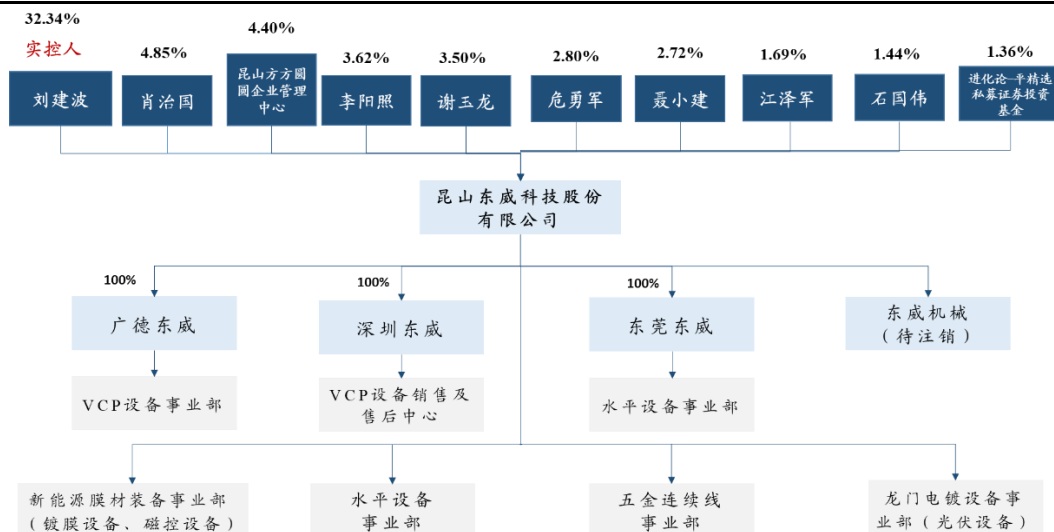 32.34%
实控人
刘建波
4.85%
肖治国
4.40%
昆山方方圆
圆企业管理
中心
3.62%
李阳照
3.50%
谢玉龙
2.80%
危勇军
2.72%
聂小建
1.69%
江泽军
1.44%
石国伟
1.36%
进化论一平精选
私募证券投资
基金
昆山东威科技股份
有限公司
100%
广德东威
100%
深圳东威
100%
东莞东威
东威机械
(待注销)
VCP设备事业部
VCP设备销售及
售后中心
水平设备事业部
新能源膜材装备事业部
(镀膜设备、磁控设备)
水平设备
事业部
五金连续线
事业部
龙门电镀设备事
业部(光伏设备)